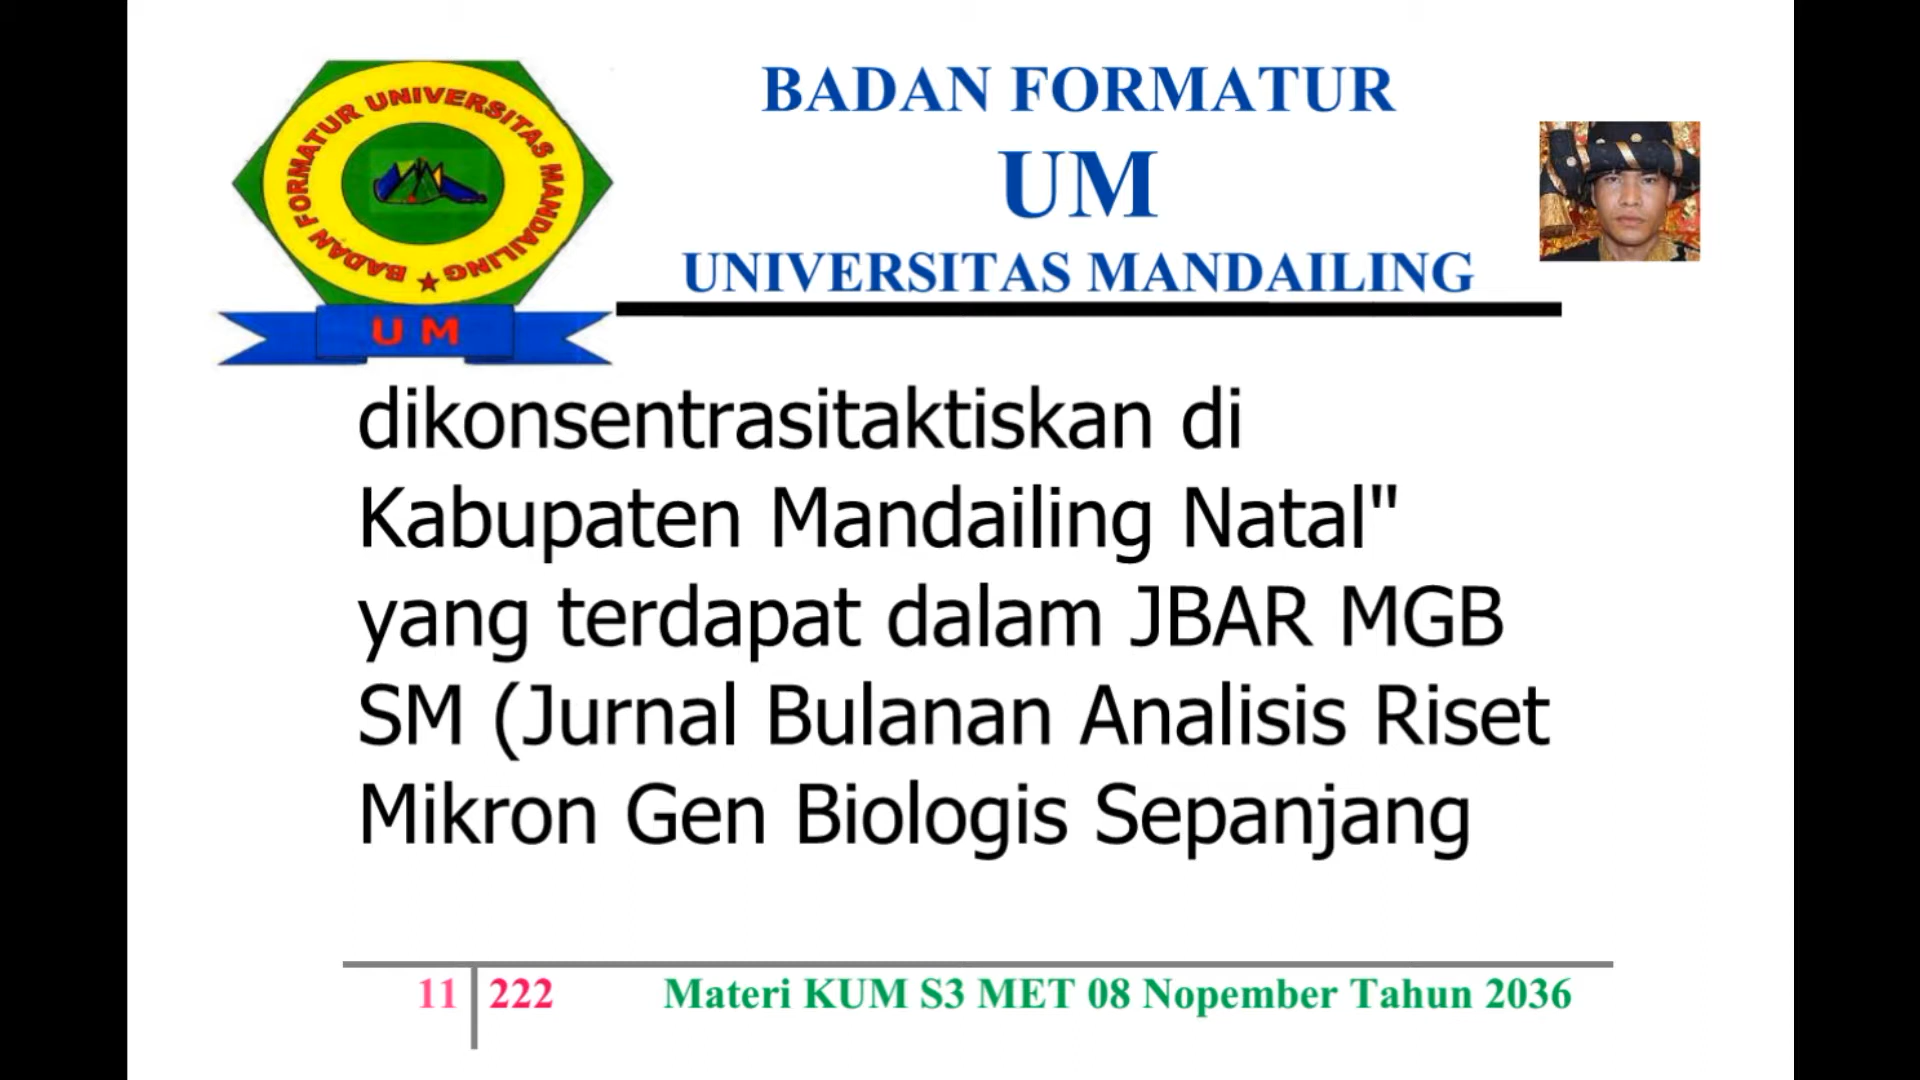 BADAN FORMATUR UNIVERSITAS MANDAILING
U M
BADAN FORMATUR
UM
UNIVERSITAS MANDAILING
dikonsentrasitaktiskan di
Kabupaten Mandailing Natal"
yang terdapat dalam JBAR MGB
SM (Jurnal Bulanan Analisis Riset
Mikron Gen Biologis Sepanjang
11 222 Materi KUM S3 MET 08 Nopember Tahun 2036